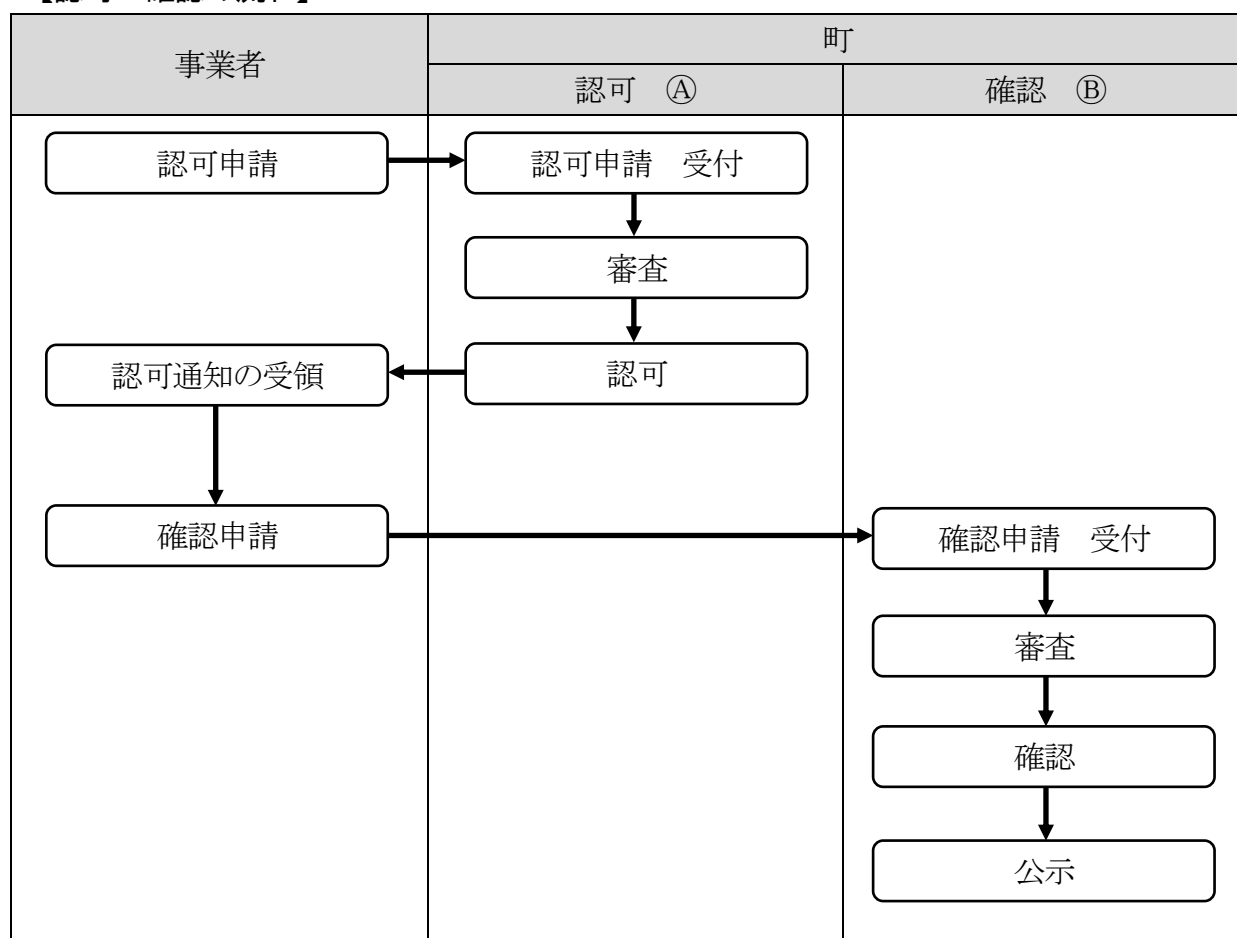 事業者
町
認可 Ⓐ
確認 Ⓑ
認可申請
認可申請 受付
審査
認可通知の受領
認可
確認申請
確認申請 受付
審査
確認
公示